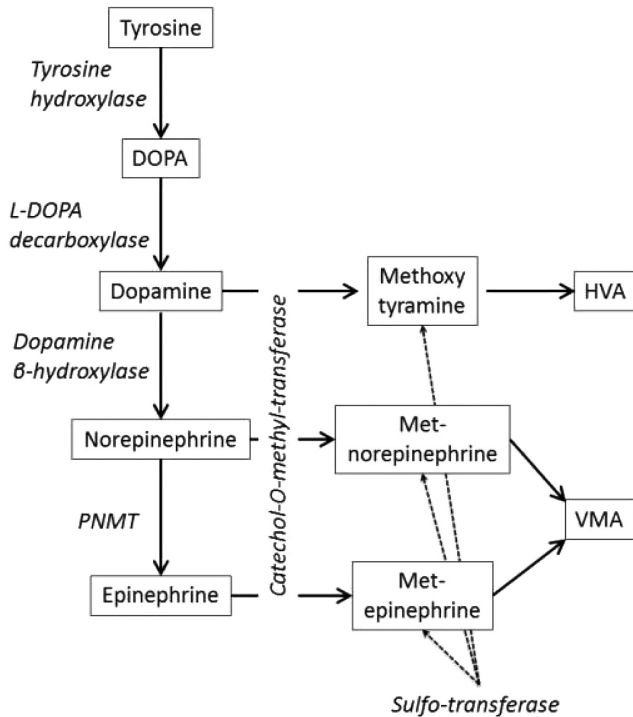 Tyrosine
Tyrosine
hydroxylase
DOPA
L-DOPA
decarboxylase
Dopamine
Methoxy
tyramine
HVA
Dopamine
β-hydroxylase
Catechol-O-methyl-transferase
Norepinephrine
Met-
norepinephrine
PNMT
VMA
Epinephrine
Met-
epinephrine
Sulfo-transferase